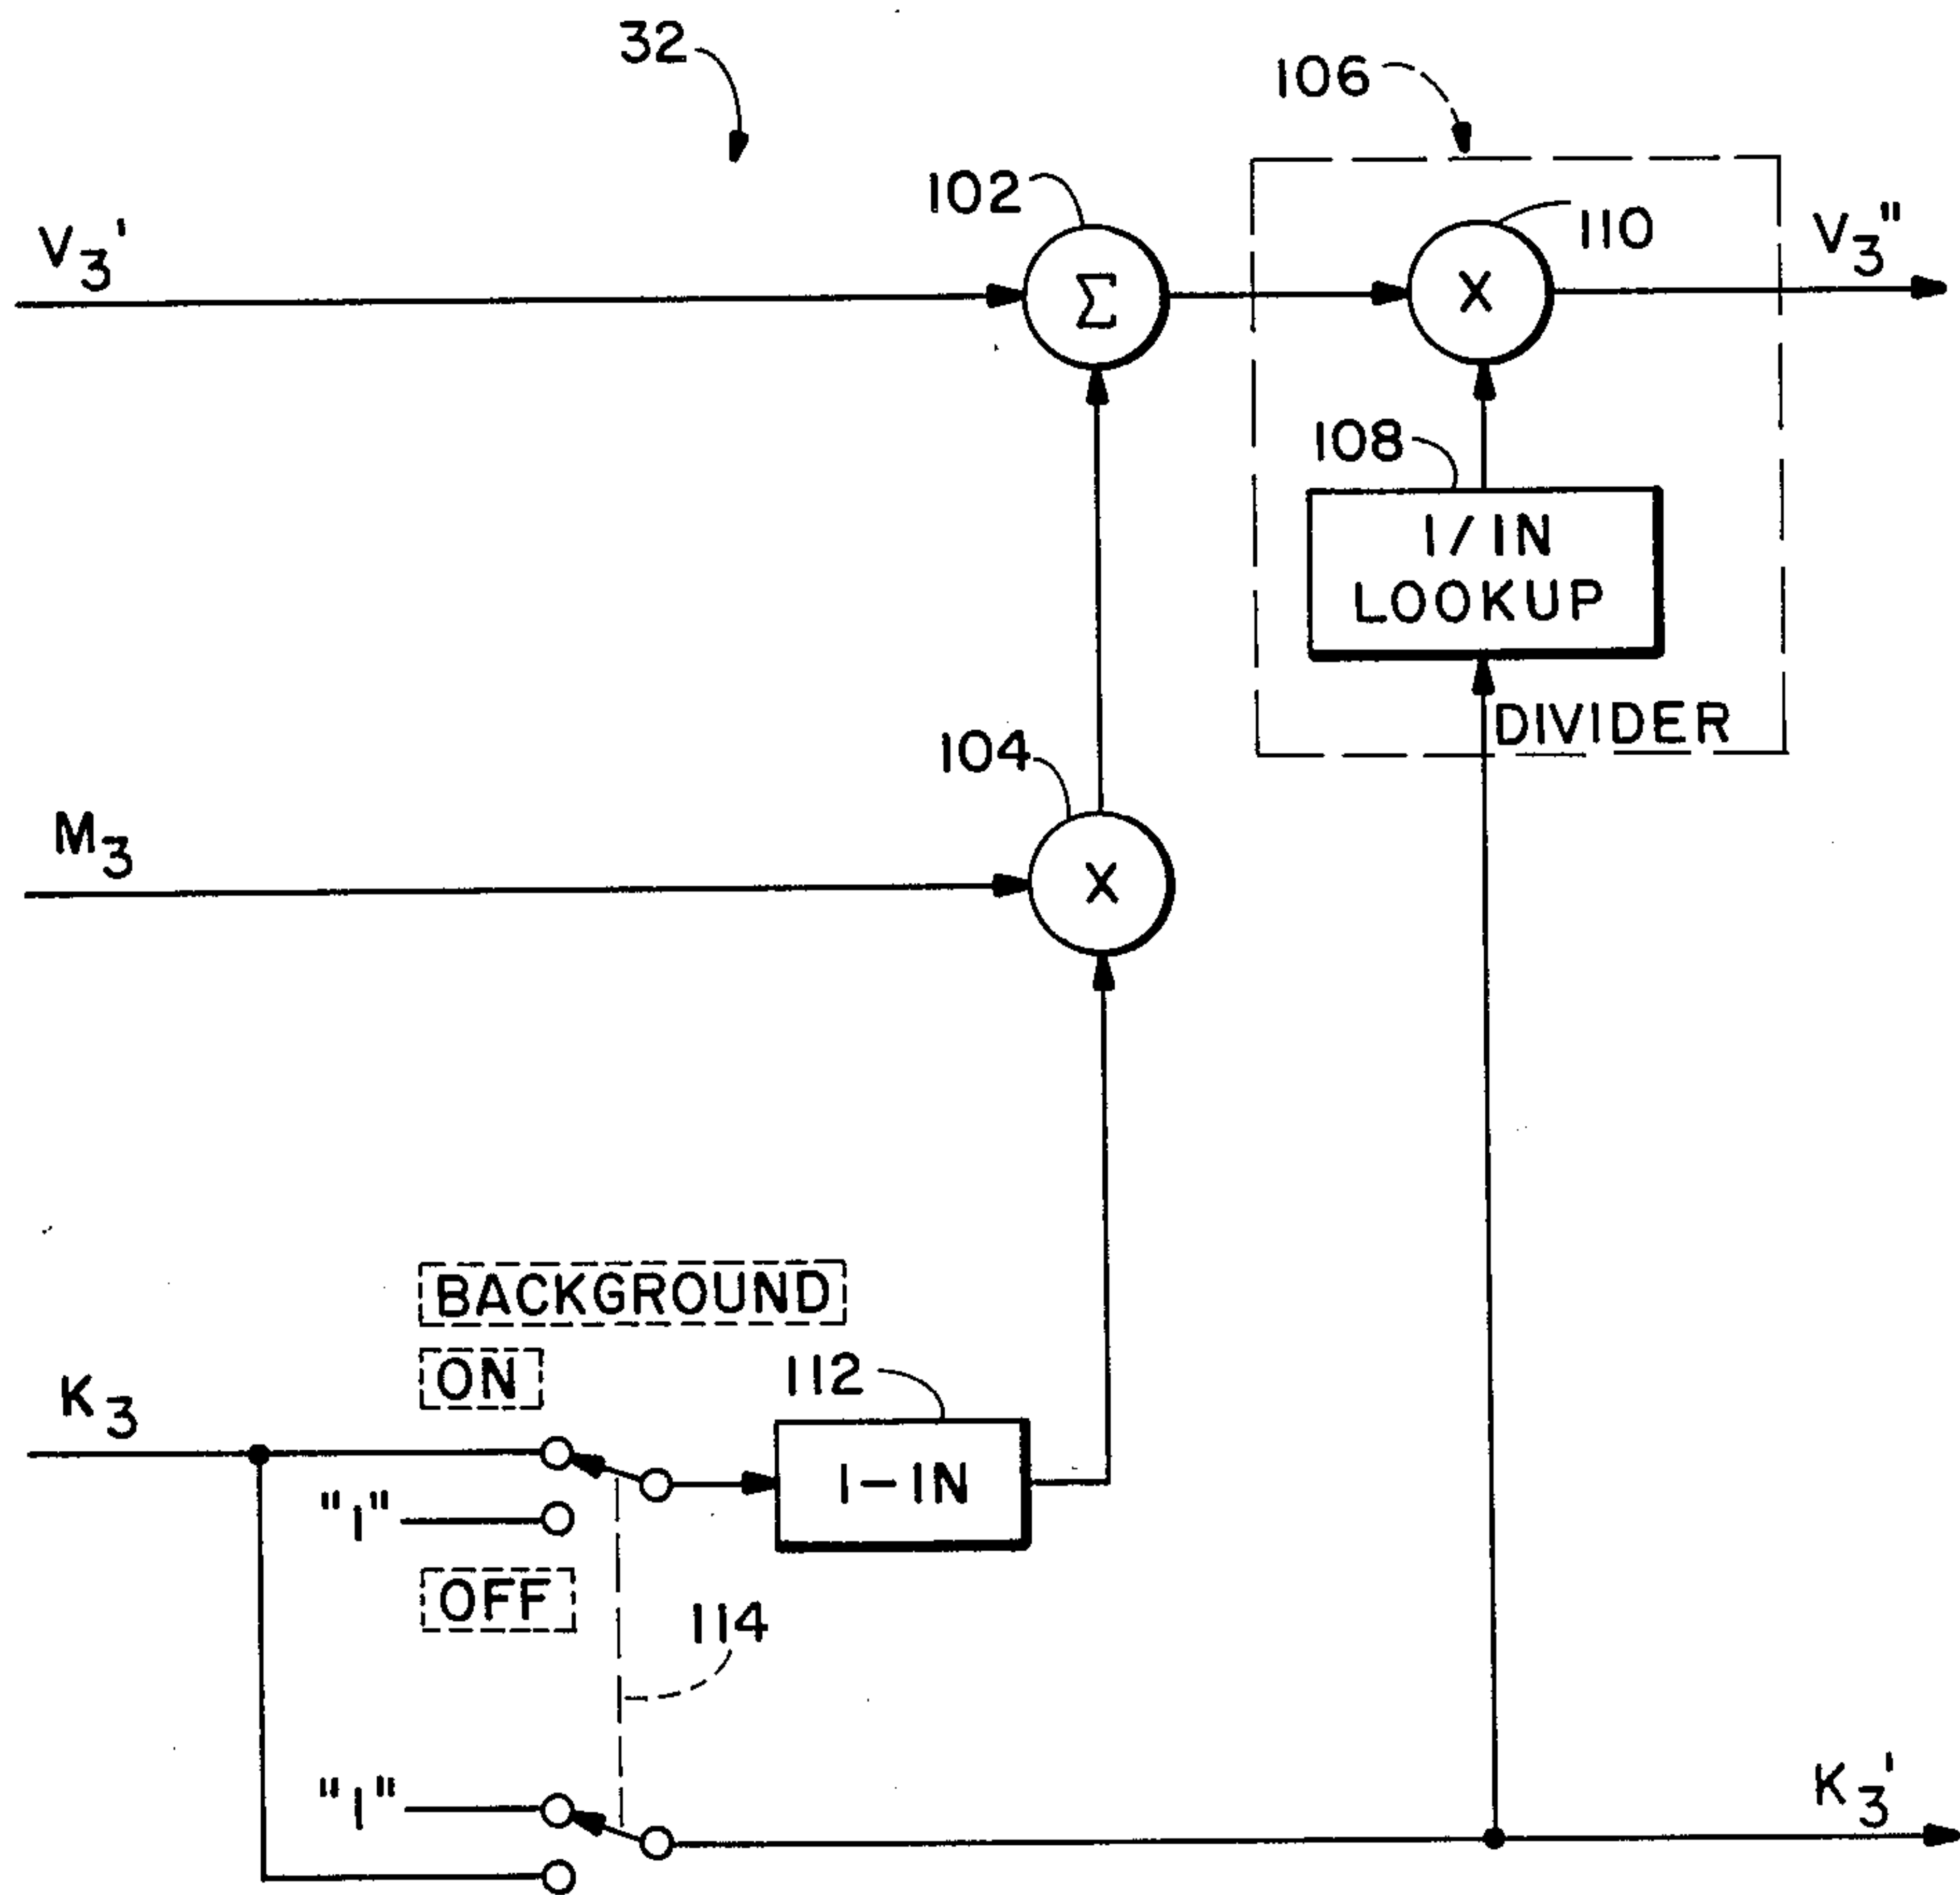 32
106
102
110
V3'
V3"
Σ
X
108
1/IN
LOOKUP
DIVIDER
104
M3
X
BACKGROUND
ON
112
K3
1-IN
"1"
OFF
114
"1"
K3'